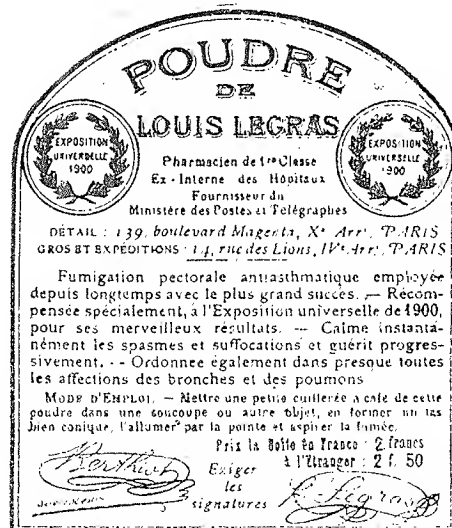 POUDRE
DE
LOUIS LEGRAS
EXPOSITION
UNIVERSELLE
1900
EXPOSITION
UNIVERSELLE
1900
Pharmacien de 1re Classe
Ex-Interne des Hôpitaux
Fournisseur du
Ministère des Postes et Télégraphes
DÉTAIL : 139, boulevard Magenta, Xe Arrt, PARIS
GROS ET EXPÉDITIONS : 14, rue des Lions, IVe Arrt, PARIS
Fumigation pectorale antiasthmatique employée
depuis longtemps avec le plus grand succès. — Récom-
pensée spécialement, à l'Exposition universelle de 1900,
pour ses merveilleux résultats. — Calme instanta-
nément les spasmes et suffocations et guérit progres-
sivement. -- Ordonnée également dans presque toutes
les affections des bronches et des poumons
MODE D'EMPLOI. — Mettre une petite cuillerée à café de cette
poudre dans une soucoupe ou autre objet, en former un tas
bien conique, l'allumer par la pointe et aspirer la fumée.
Prix la Boîte en France : 2 francs
à l'Étranger : 2 f. 50
Berthiot
Exiger
les
signatures
L. Légras